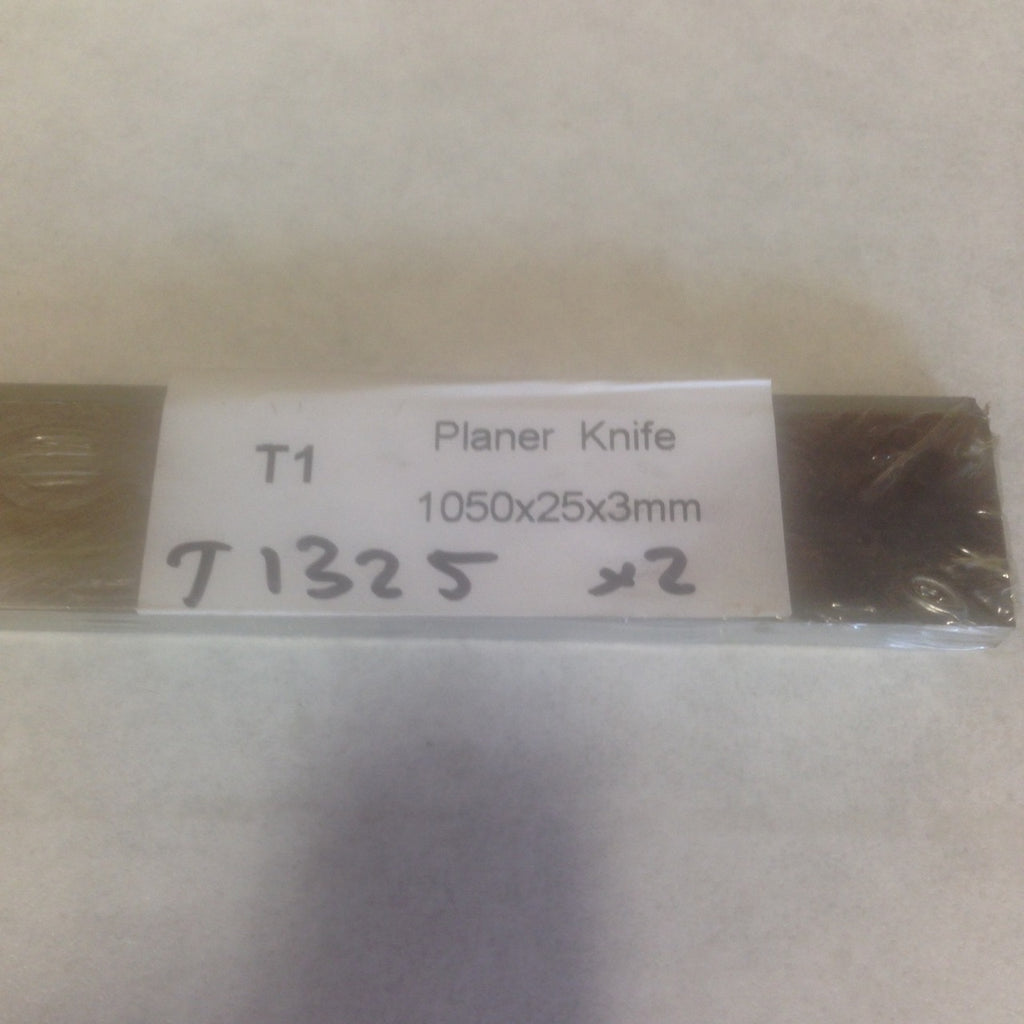 T1
Planer Knife
1050x25x3mm
T1325 x2